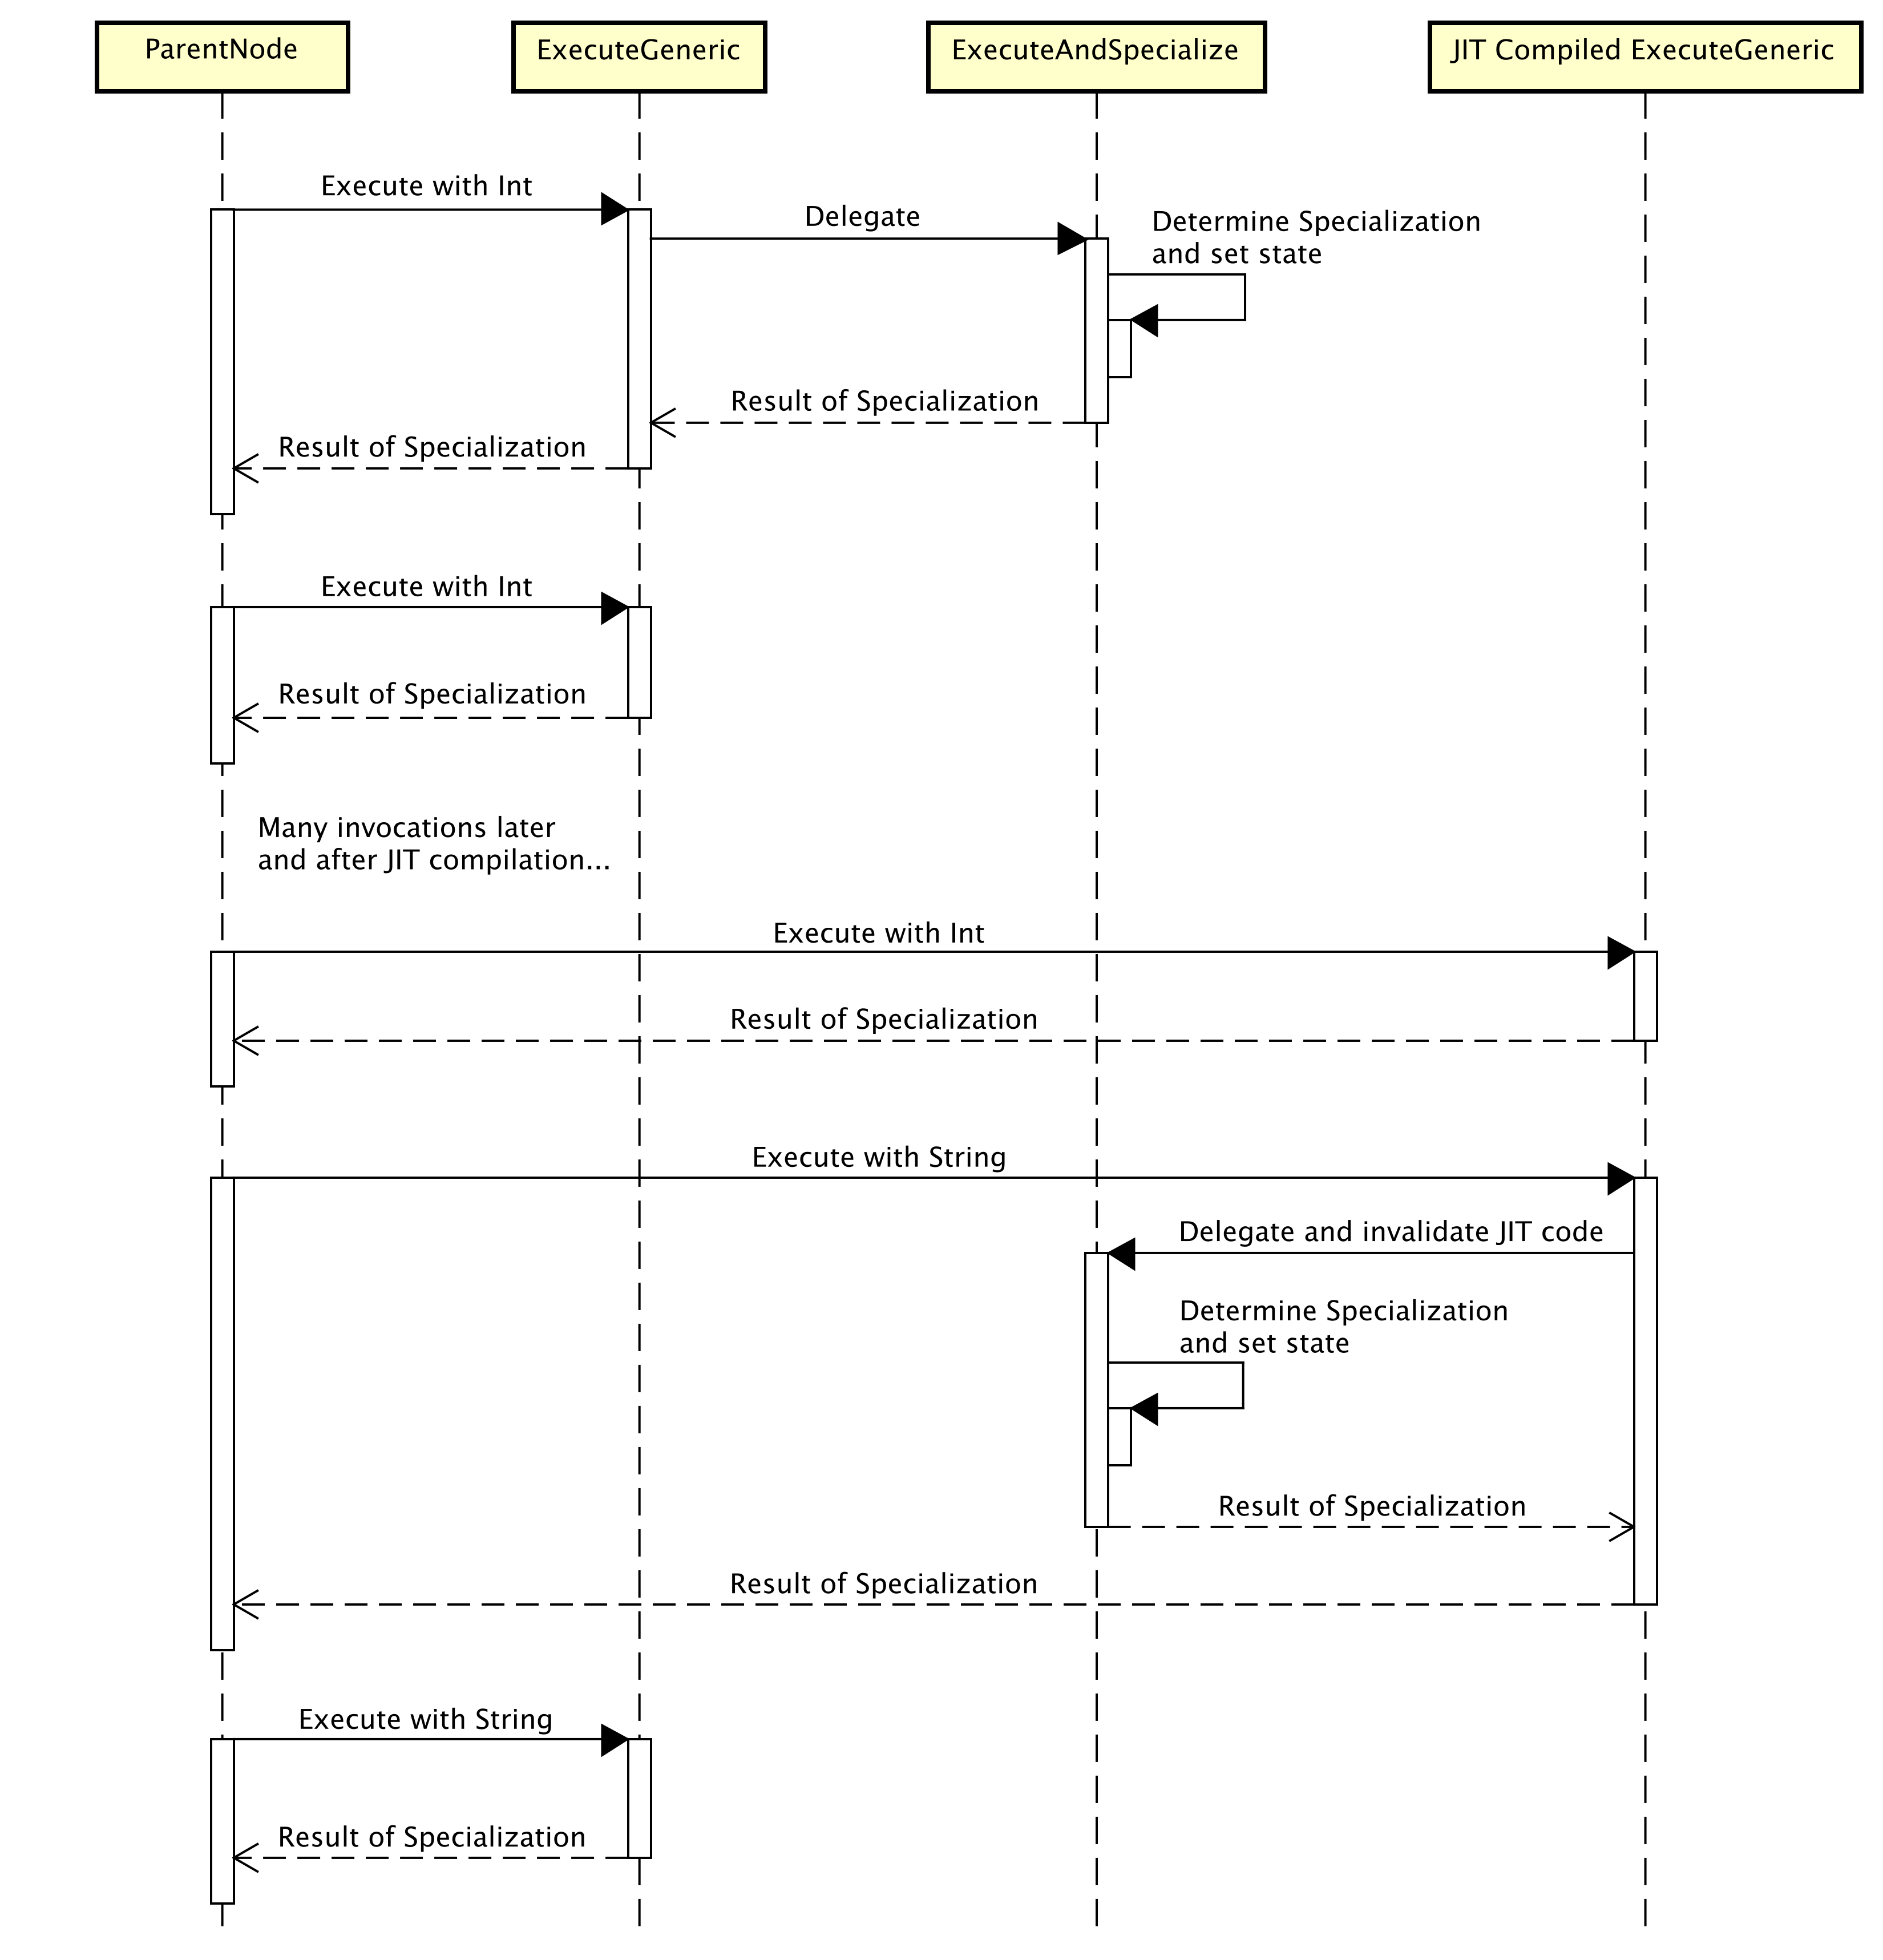 ParentNode
ExecuteGeneric
ExecuteAndSpecialize
JIT Compiled ExecuteGeneric
Execute with Int
Delegate
Determine Specialization
and set state
Result of Specialization
Result of Specialization
Execute with Int
Result of Specialization
Many invocations later
and after JIT compilation...
Execute with Int
Result of Specialization
Execute with String
Delegate and invalidate JIT code
Determine Specialization
and set state
Result of Specialization
Result of Specialization
Execute with String
Result of Specialization